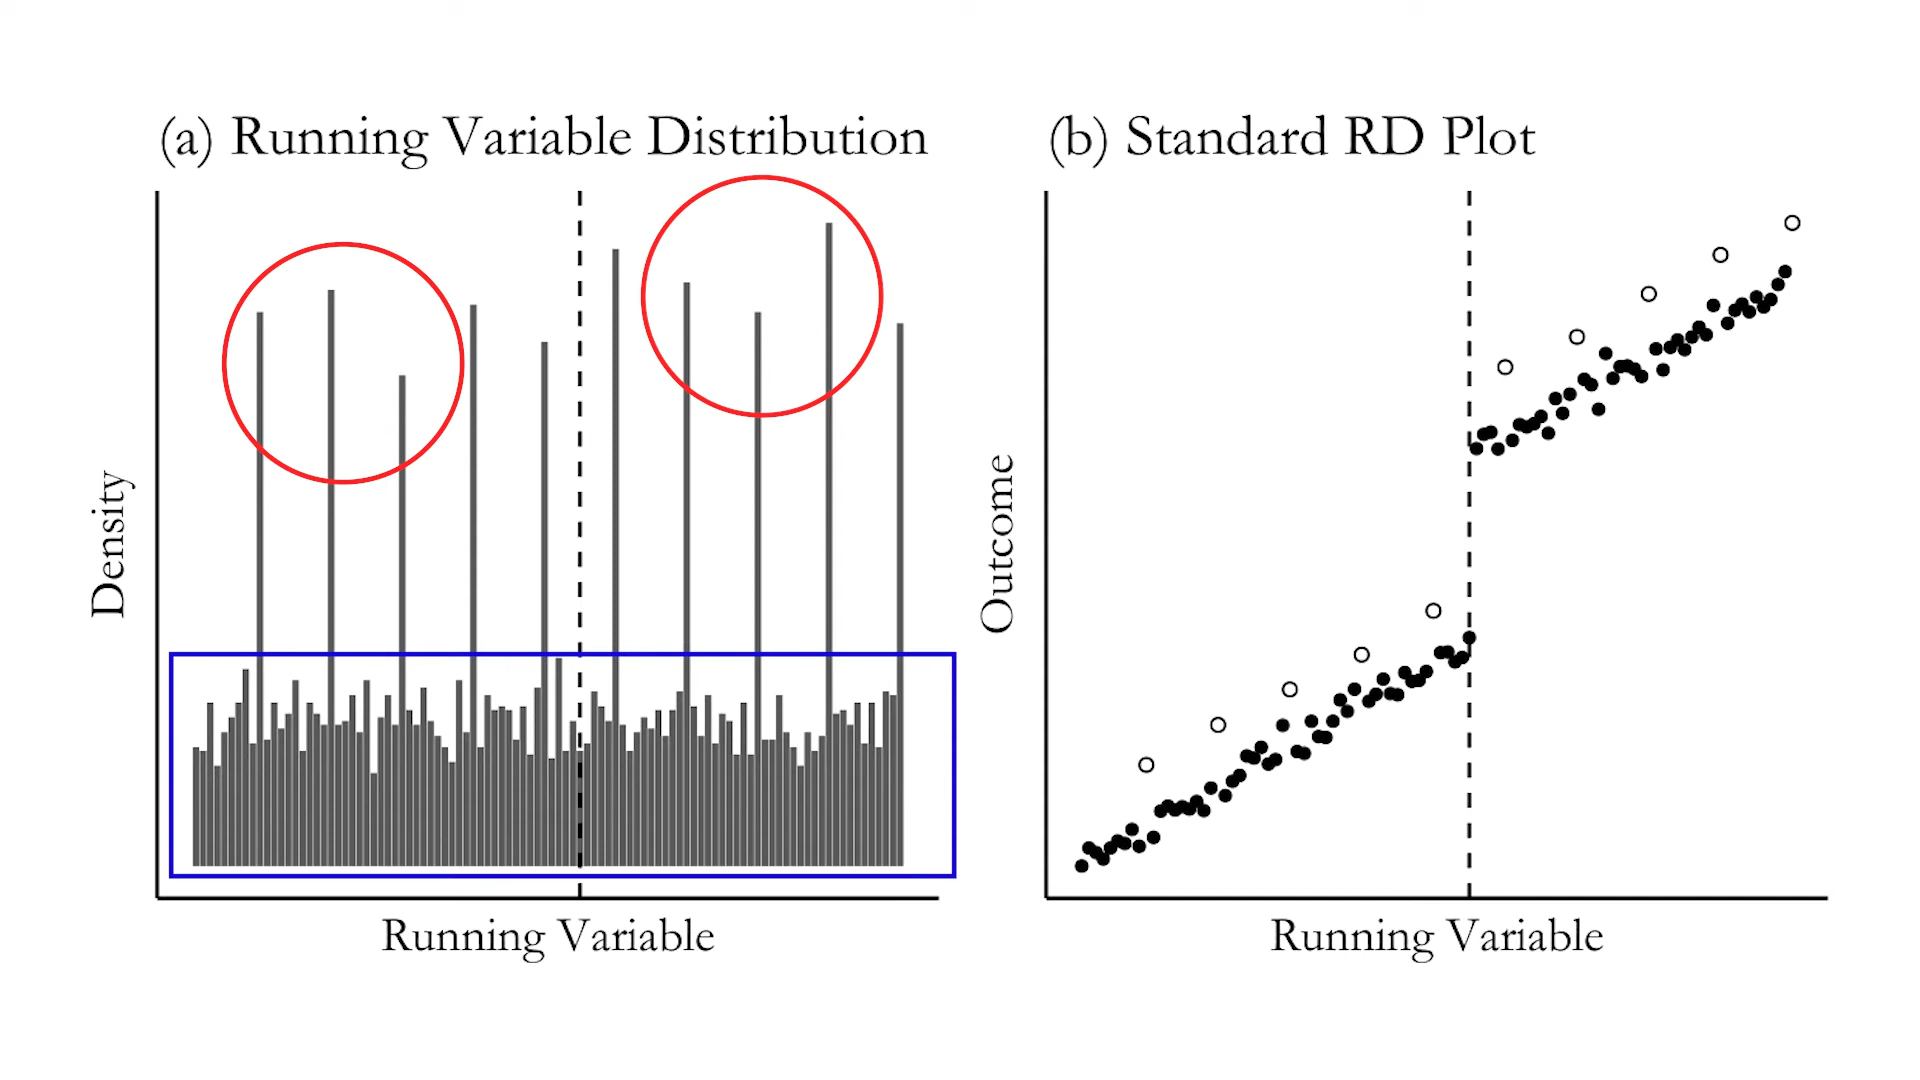 (a) Running Variable Distribution
Density
Running Variable
(b) Standard RD Plot
Outcome
Running Variable